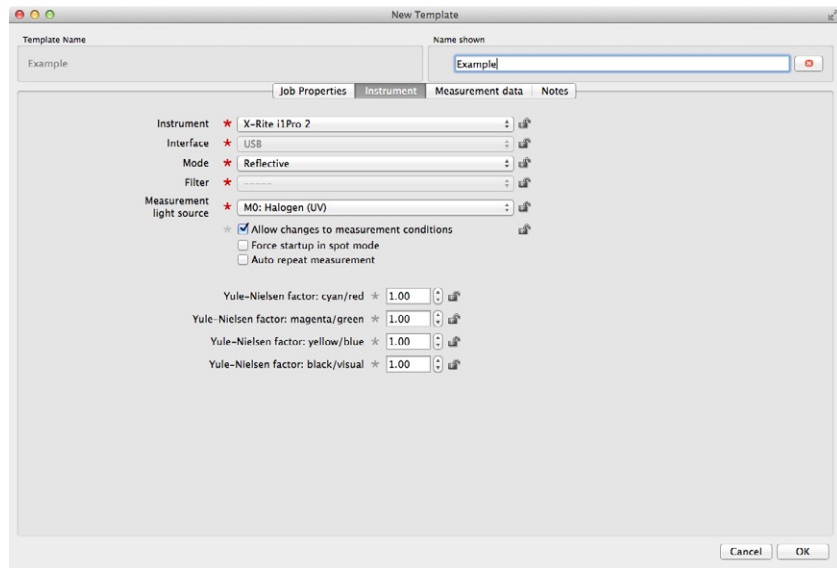 New Template
Template Name
Name shown
Example
Example
Job Properties Instrument Measurement data Notes
Instrument * X-Rite i1Pro 2
Interface * USB
Mode * Reflective
Filter * -----
Measurement
light source * M0: Halogen (UV)
* Allow changes to measurement conditions
Force startup in spot mode
Auto repeat measurement
Yule-Nielsen factor: cyan/red * 1.00
Yule-Nielsen factor: magenta/green * 1.00
Yule-Nielsen factor: yellow/blue * 1.00
Yule-Nielsen factor: black/visual * 1.00
Cancel OK